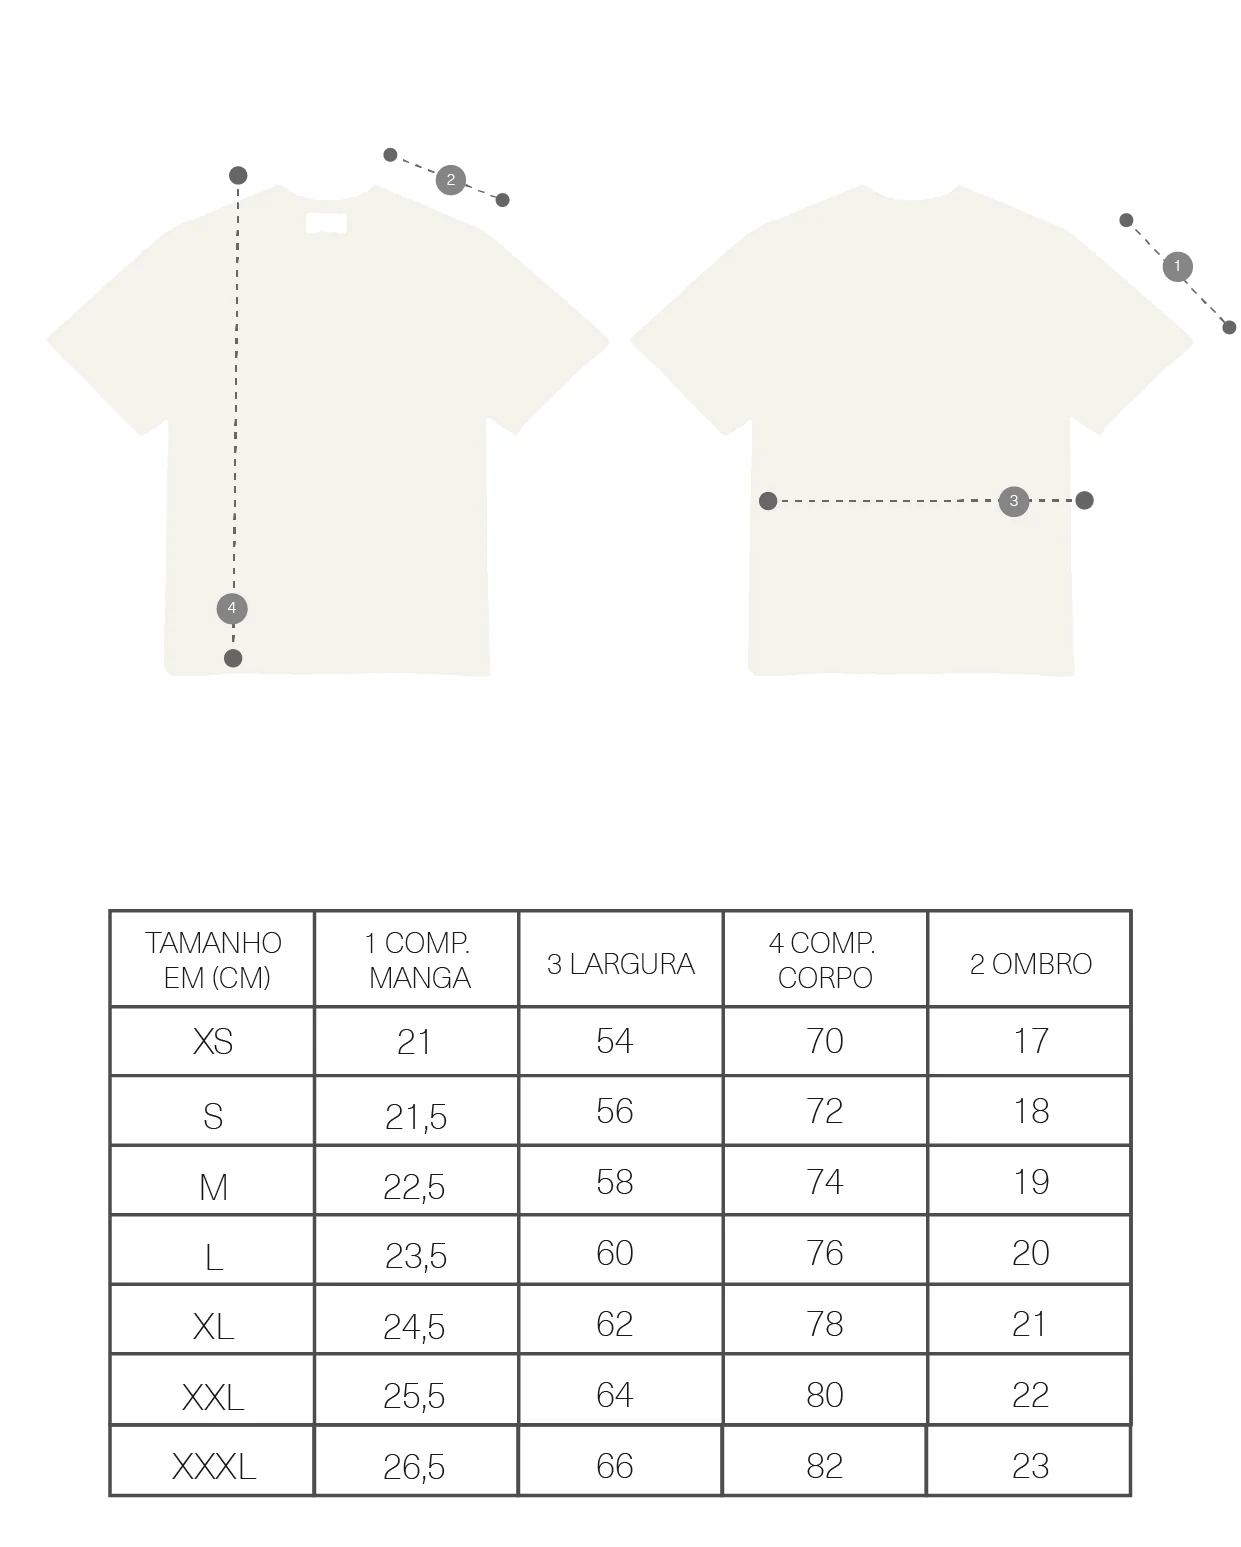 2
1
3
4
TAMANHO EM (CM) 1 COMP. MANGA 3 LARGURA 4 COMP. CORPO 2 OMBRO
XS 21 54 70 17
S 21,5 56 72 18
M 22,5 58 74 19
L 23,5 60 76 20
XL 24,5 62 78 21
XXL 25,5 64 80 22
XXXL 26,5 66 82 23